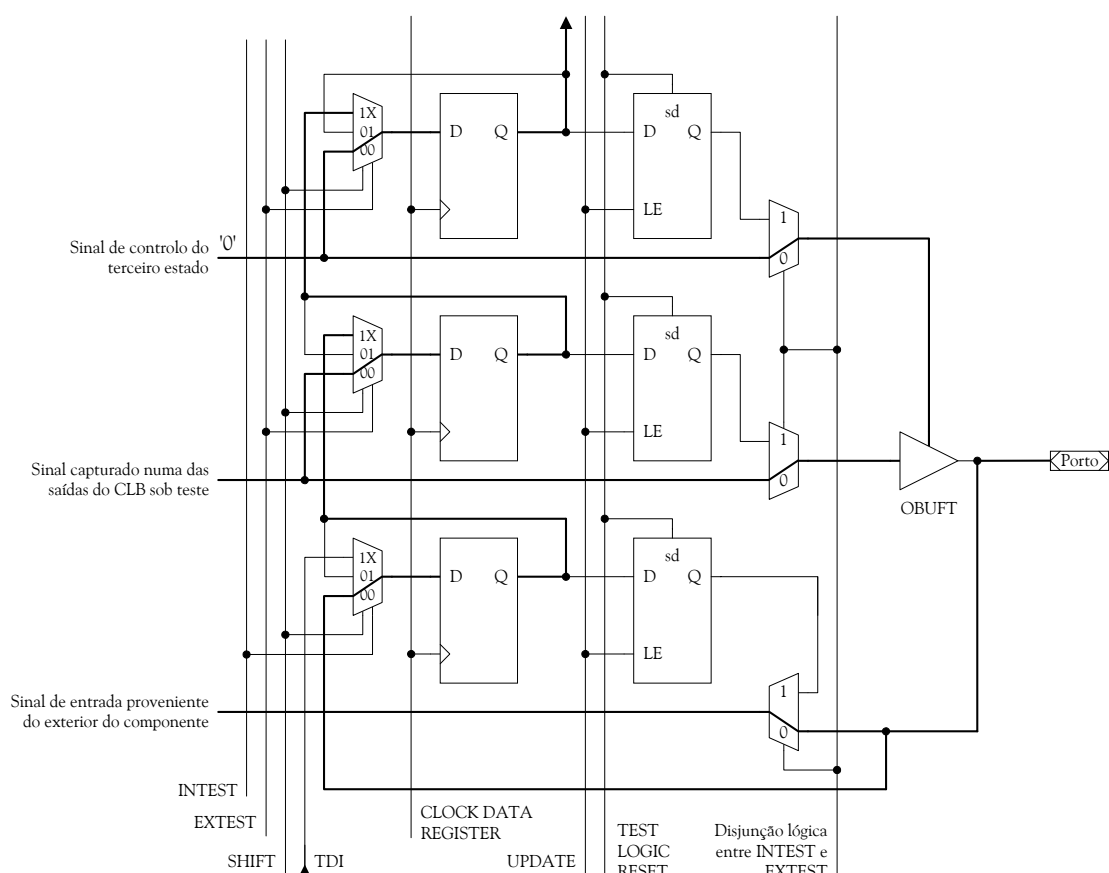 sd
1X
01
00
D Q
D Q
LE
1
0
Sinal de controlo do '0'
terceiro estado
sd
1X
01
00
D Q
D Q
LE
1
0
Sinal capturado numa das
saídas do CLB sob teste
Porto
OBUFT
sd
1X
01
00
D Q
D Q
LE
1
0
Sinal de entrada proveniente
do exterior do componente
INTEST
EXTEST
SHIFT
TDI
CLOCK DATA
REGISTER
UPDATE
TEST
LOGIC
RESET
Disjunção lógica
entre INTEST e
EXTEST